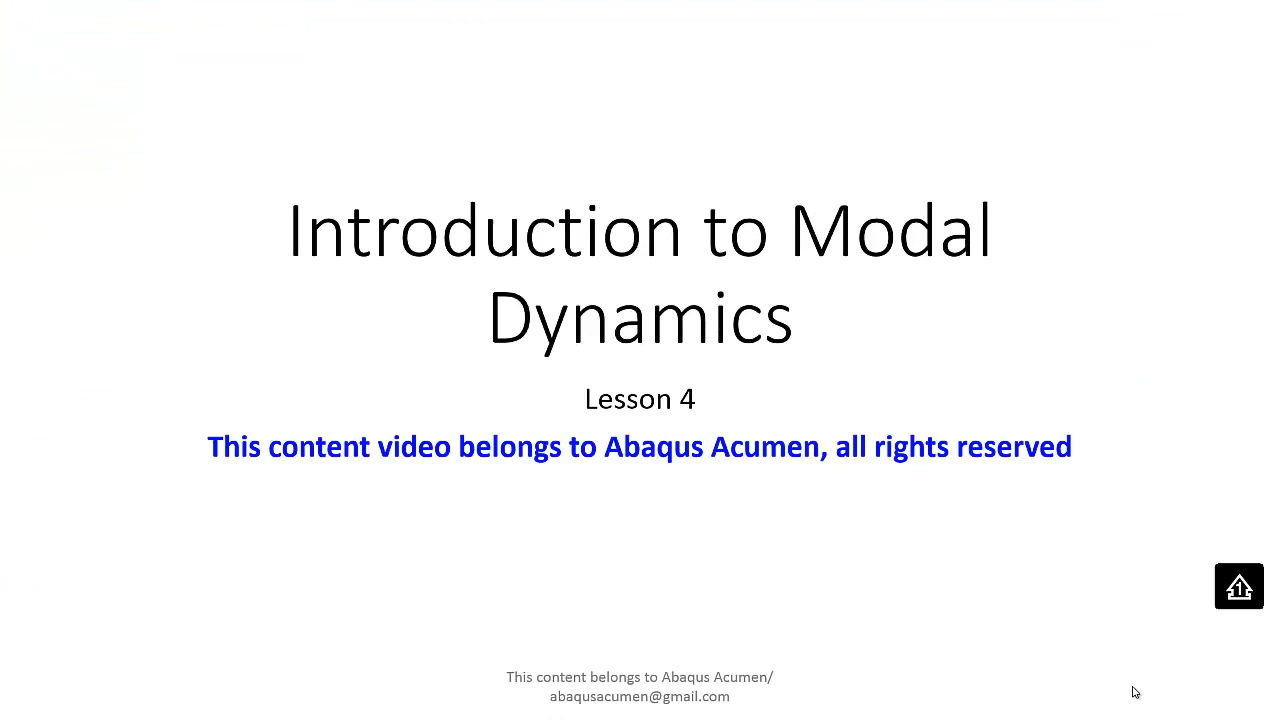 Introduction to Modal
Dynamics
Lesson 4
This content video belongs to Abaqus Acumen, all rights reserved
1
This content belongs to Abaqus Acumen/
abaqusacumen@gmail.com